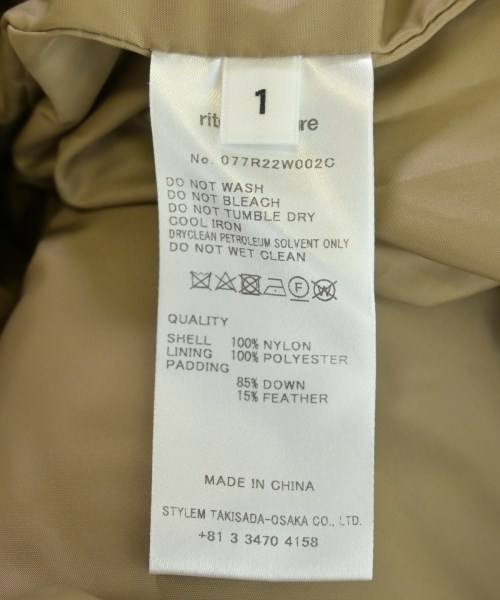 1
No. 077R22W002C
DO NOT WASH
DO NOT BLEACH
DO NOT TUMBLE DRY
COOL IRON
DRYCLEAN PETROLEUM SOLVENT ONLY
DO NOT WET CLEAN
F W
QUALITY
SHELL 100% NYLON
LINING 100% POLYESTER
PADDING
85% DOWN
15% FEATHER
MADE IN CHINA
STYLEM TAKISADA-OSAKA CO., LTD.
+81 3 3470 4158